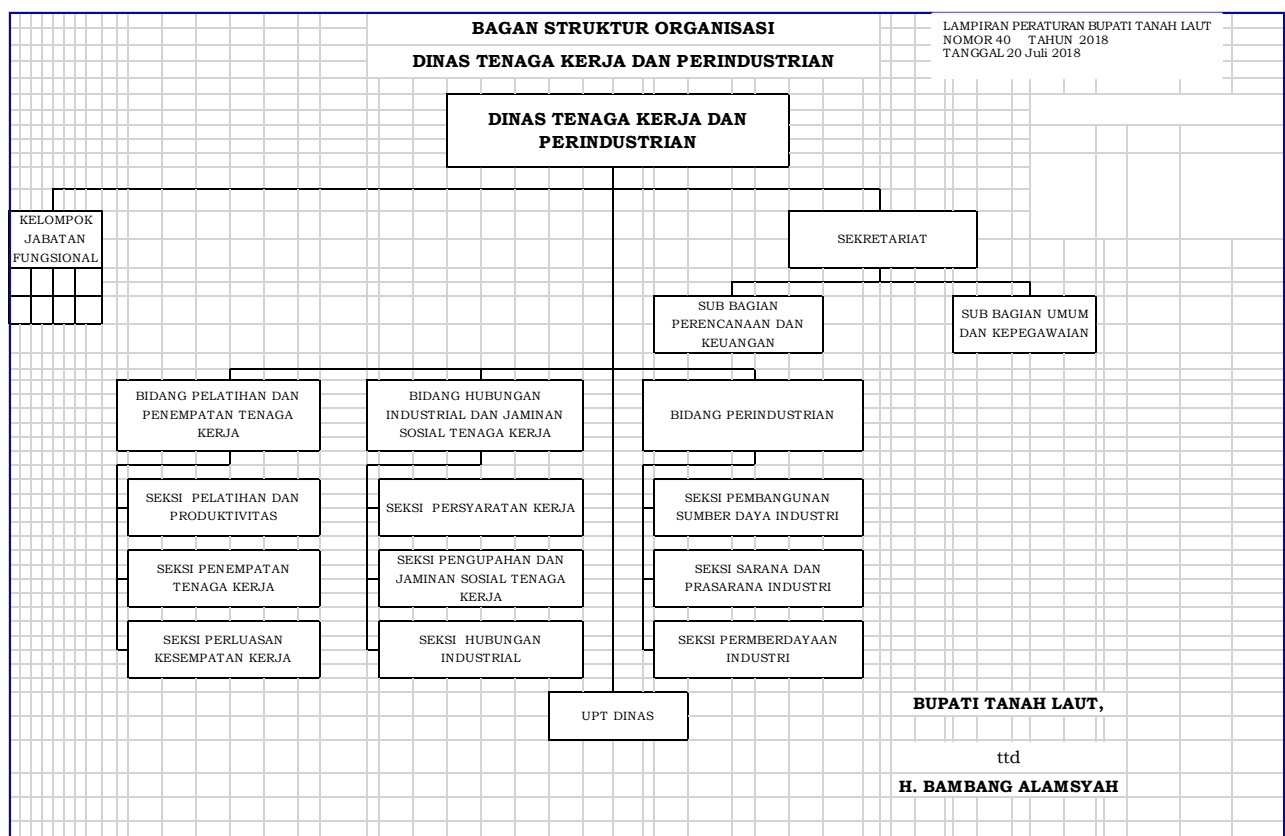 BAGAN STRUKTUR ORGANISASI
DINAS TENAGA KERJA DAN PERINDUSTRIAN
LAMPIRAN PERATURAN BUPATI TANAH LAUT
NOMOR 40 TAHUN 2018
TANGGAL 20 Juli 2018
DINAS TENAGA KERJA DAN
PERINDUSTRIAN
KELOMPOK
JABATAN
FUNGSIONAL
SEKRETARIAT
SUB BAGIAN
PERENCANAAN DAN
KEUANGAN
SUB BAGIAN UMUM
DAN KEPEGAWAIAN
BIDANG PELATIHAN DAN
PENEMPATAN TENAGA
KERJA
BIDANG HUBUNGAN
INDUSTRIAL DAN JAMINAN
SOSIAL TENAGA KERJA
BIDANG PERINDUSTRIAN
SEKSI PELATIHAN DAN
PRODUKTIVITAS
SEKSI PERSYARATAN KERJA
SEKSI PEMBANGUNAN
SUMBER DAYA INDUSTRI
SEKSI PENEMPATAN
TENAGA KERJA
SEKSI PENGUPAHAN DAN
JAMINAN SOSIAL TENAGA
KERJA
SEKSI SARANA DAN
PRASARANA INDUSTRI
SEKSI PERLUASAN
KESEMPATAN KERJA
SEKSI HUBUNGAN
INDUSTRIAL
SEKSI PERMBERDAYAAN
INDUSTRI
UPT DINAS
BUPATI TANAH LAUT,
ttd
H. BAMBANG ALAMSYAH